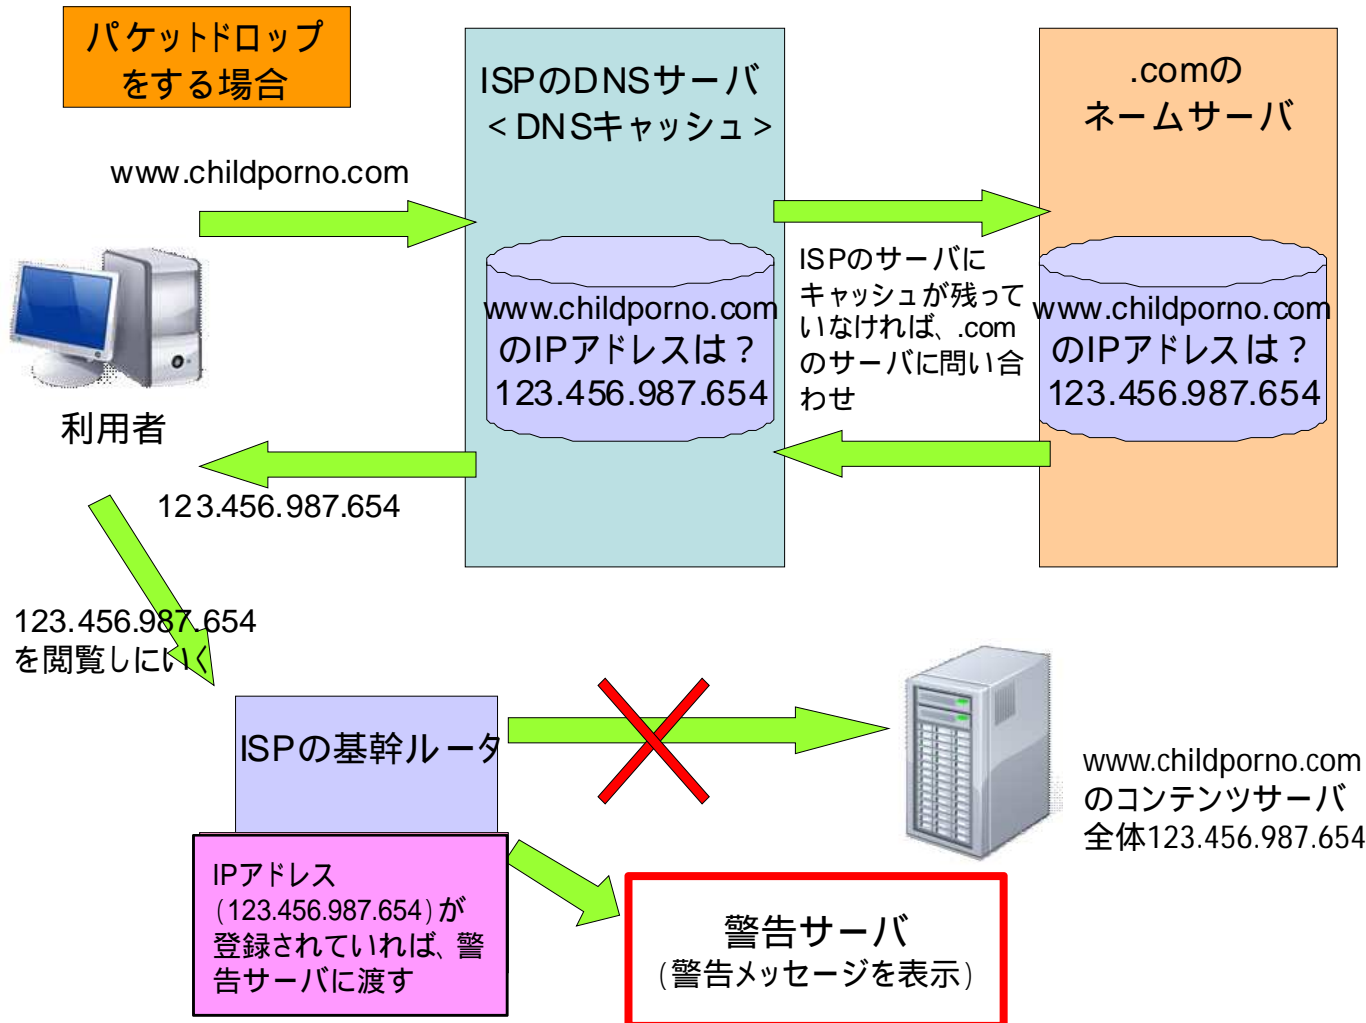 パケットドロップ
をする場合
ISPのDNSサーバ
＜DNSキャッシュ＞
.comの
ネームサーバ
www.childporno.com
www.childporno.com
のIPアドレスは？
123.456.987.654
ISPのサーバに
キャッシュが残って
いなければ、.com
のサーバに問い合
わせ
www.childporno.com
のIPアドレスは？
123.456.987.654
利用者
123.456.987.654
123.456.987.654
を閲覧しにいく
ISPの基幹ルータ
www.childporno.com
のコンテンツサーバ
全体123.456.987.654
IPアドレス
(123.456.987.654)が
登録されていれば、警
告サーバに渡す
警告サーバ
(警告メッセージを表示)